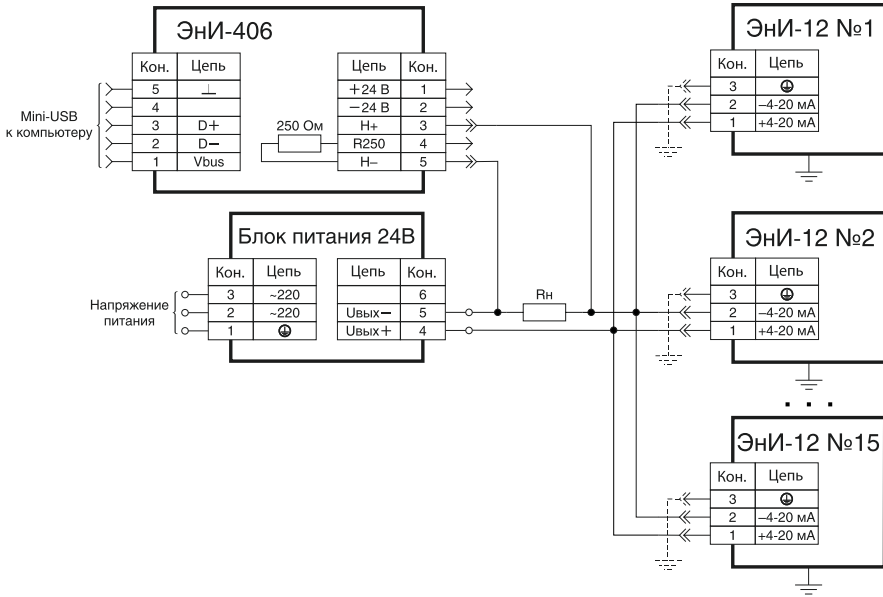 ЭнИ-406
Кон. Цепь
5 ⊥
4
3 D+
2 D−
1 Vbus
Mini-USB
к компьютеру
250 Ом
Цепь Кон.
+24 В 1
−24 В 2
H+ 3
R250 4
H− 5
Блок питания 24В
Кон. Цепь
3 ~220
2 ~220
1
Напряжение
питания
Цепь Кон.
6
Uвых− 5
Uвых+ 4
Rн
ЭнИ-12 №1
Кон. Цепь
3
2 −4-20 мА
1 +4-20 мА
ЭнИ-12 №2
Кон. Цепь
3
2 −4-20 мА
1 +4-20 мА
. . .
ЭнИ-12 №15
Кон. Цепь
3
2 −4-20 мА
1 +4-20 мА